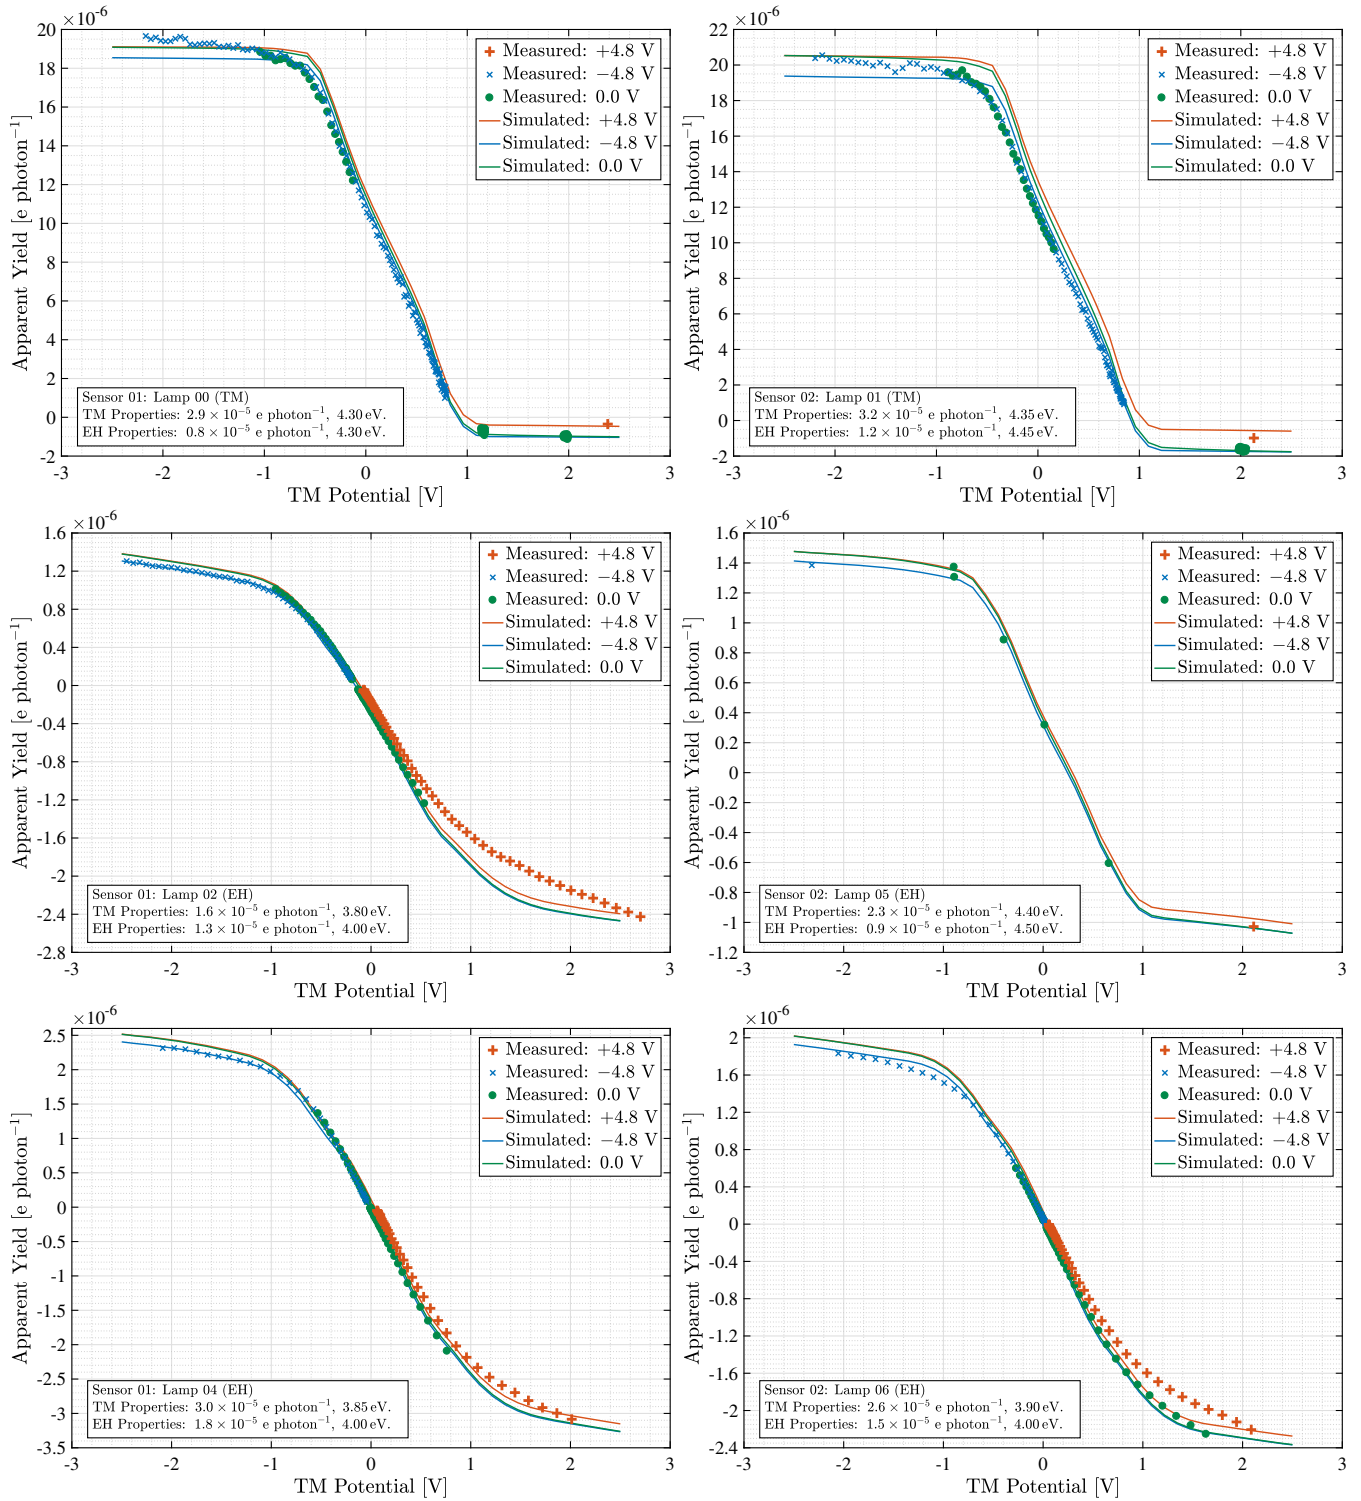 ×10⁻⁶
20
18
16
14
12
10
8
6
4
2
0
-2
Apparent Yield [e photon⁻¹]
Measured: +4.8 V
Measured: −4.8 V
Measured: 0.0 V
Simulated: +4.8 V
Simulated: −4.8 V
Simulated: 0.0 V
Sensor 01: Lamp 00 (TM)
TM Properties: 2.9 × 10⁻⁵ e photon⁻¹, 4.30 eV.
EH Properties: 0.8 × 10⁻⁵ e photon⁻¹, 4.30 eV.
-3 -2 -1 0 1 2 3
TM Potential [V]
×10⁻⁶
22
20
18
16
14
12
10
8
6
4
2
0
-2
Apparent Yield [e photon⁻¹]
Measured: +4.8 V
Measured: −4.8 V
Measured: 0.0 V
Simulated: +4.8 V
Simulated: −4.8 V
Simulated: 0.0 V
Sensor 02: Lamp 01 (TM)
TM Properties: 3.2 × 10⁻⁵ e photon⁻¹, 4.35 eV.
EH Properties: 1.2 × 10⁻⁵ e photon⁻¹, 4.45 eV.
-3 -2 -1 0 1 2 3
TM Potential [V]
×10⁻⁶
1.6
1.2
0.8
0.4
0
-0.4
-0.8
-1.2
-1.6
-2
-2.4
-2.8
Apparent Yield [e photon⁻¹]
Measured: +4.8 V
Measured: −4.8 V
Measured: 0.0 V
Simulated: +4.8 V
Simulated: −4.8 V
Simulated: 0.0 V
Sensor 01: Lamp 02 (EH)
TM Properties: 1.6 × 10⁻⁵ e photon⁻¹, 3.80 eV.
EH Properties: 1.3 × 10⁻⁵ e photon⁻¹, 4.00 eV.
-3 -2 -1 0 1 2 3
TM Potential [V]
×10⁻⁶
1.6
1.4
1.2
1
0.8
0.6
0.4
0.2
0
-0.2
-0.4
-0.6
-0.8
-1
-1.2
Apparent Yield [e photon⁻¹]
Measured: +4.8 V
Measured: −4.8 V
Measured: 0.0 V
Simulated: +4.8 V
Simulated: −4.8 V
Simulated: 0.0 V
Sensor 02: Lamp 05 (EH)
TM Properties: 2.3 × 10⁻⁵ e photon⁻¹, 4.40 eV.
EH Properties: 0.9 × 10⁻⁵ e photon⁻¹, 4.50 eV.
-3 -2 -1 0 1 2 3
TM Potential [V]
×10⁻⁶
2.5
2
1.5
1
0.5
0
-0.5
-1
-1.5
-2
-2.5
-3
-3.5
Apparent Yield [e photon⁻¹]
Measured: +4.8 V
Measured: −4.8 V
Measured: 0.0 V
Simulated: +4.8 V
Simulated: −4.8 V
Simulated: 0.0 V
Sensor 01: Lamp 04 (EH)
TM Properties: 3.0 × 10⁻⁵ e photon⁻¹, 3.85 eV.
EH Properties: 1.8 × 10⁻⁵ e photon⁻¹, 4.00 eV.
-3 -2 -1 0 1 2 3
TM Potential [V]
×10⁻⁶
2
1.6
1.2
0.8
0.4
0
-0.4
-0.8
-1.2
-1.6
-2
-2.4
Apparent Yield [e photon⁻¹]
Measured: +4.8 V
Measured: −4.8 V
Measured: 0.0 V
Simulated: +4.8 V
Simulated: −4.8 V
Simulated: 0.0 V
Sensor 02: Lamp 06 (EH)
TM Properties: 2.6 × 10⁻⁵ e photon⁻¹, 3.90 eV.
EH Properties: 1.5 × 10⁻⁵ e photon⁻¹, 4.00 eV.
-3 -2 -1 0 1 2 3
TM Potential [V]